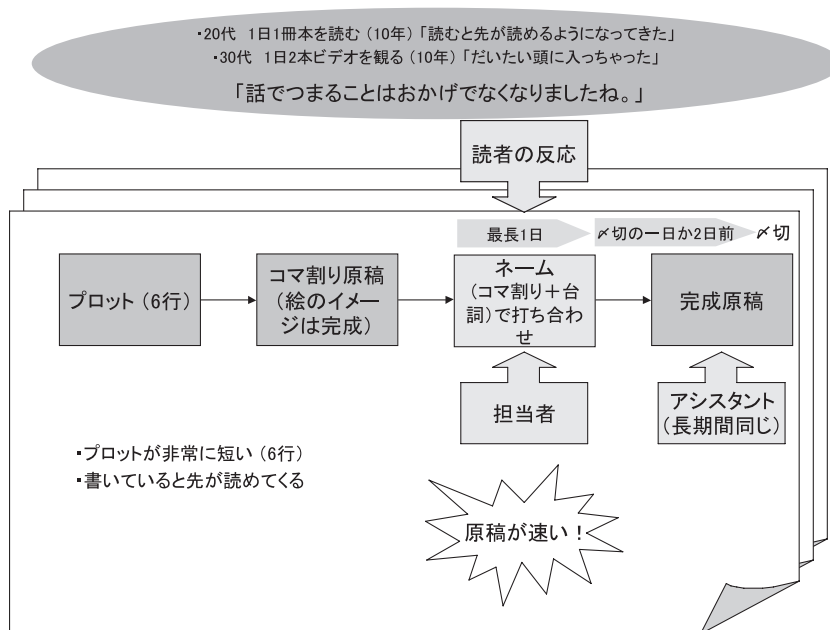 ・20代 1日1冊本を読む(10年)「読むと先が読めるようになってきた」
・30代 1日2本ビデオを観る(10年)「だいたい頭に入っちゃった」
「話でつまることはおかげでなくなりましたね。」
読者の反応
最長1日
〆切の一日か2日前
〆切
プロット(6行)
コマ割り原稿
(絵のイメー
ジは完成)
ネーム
(コマ割り+台
詞)で打ち合わ
せ
完成原稿
担当者
アシスタント
(長期間同じ)
・プロットが非常に短い(6行)
・書いていると先が読めてくる
原稿が速い!